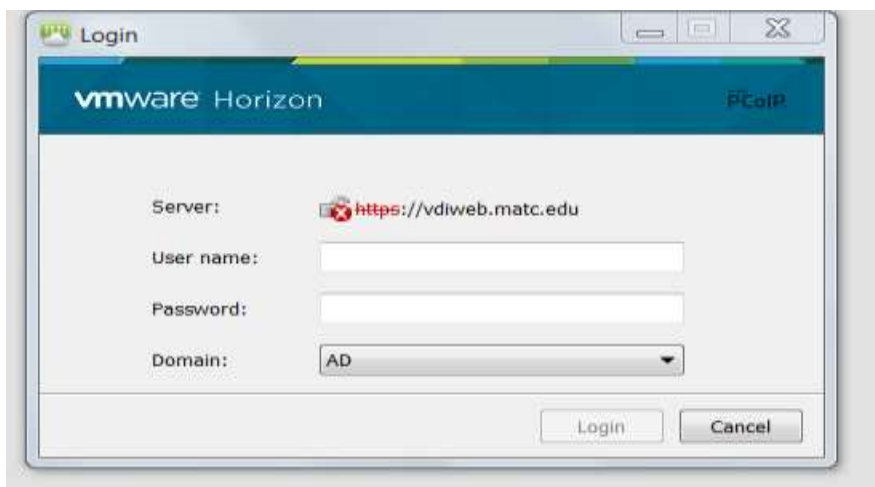 Login
vmware Horizon
PCoIP
Server: https://vdiweb.matc.edu
User name:
Password:
Domain: AD
Login Cancel